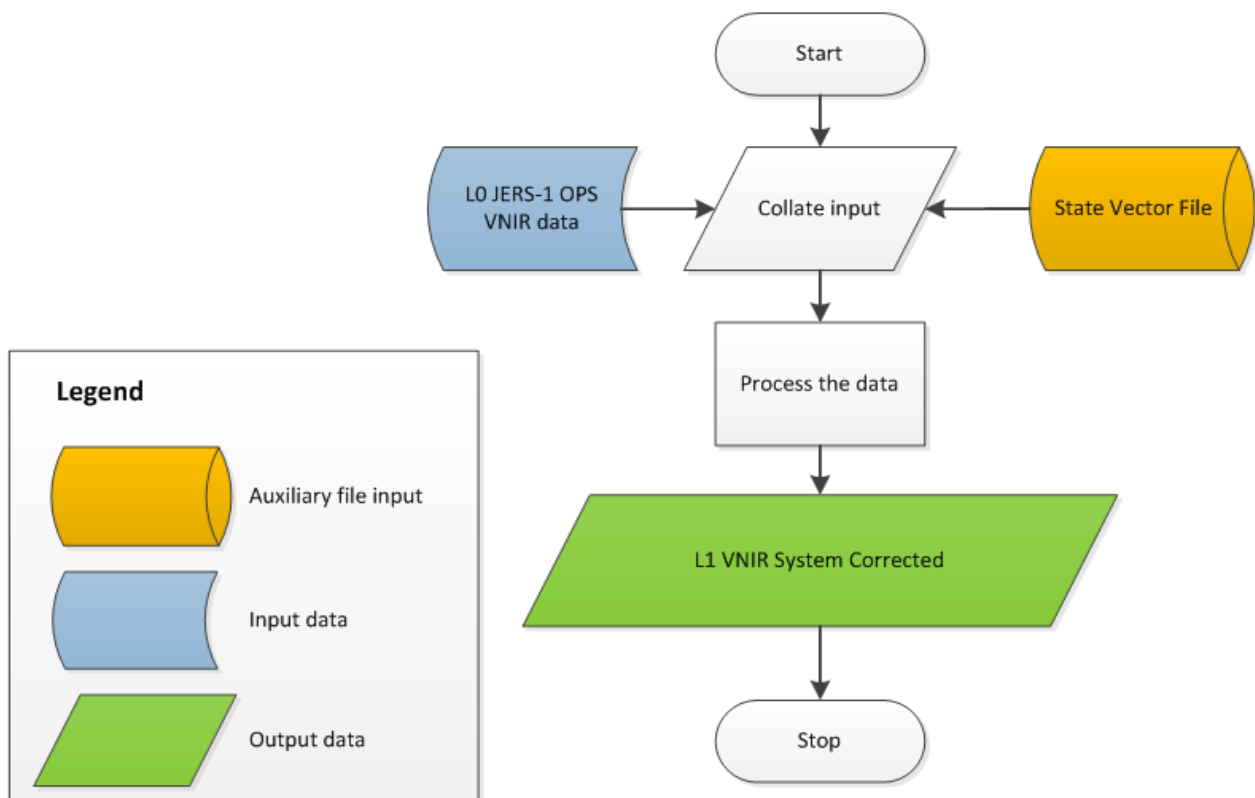 Start
L0 JERS-1 OPS
VNIR data
Collate input
State Vector File
Process the data
L1 VNIR System Corrected
Stop
Legend
Auxiliary file input
Input data
Output data